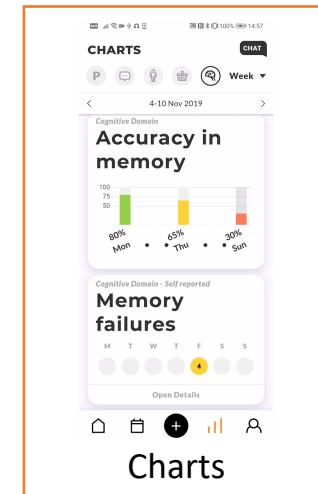 100% 14:57
CHARTS
CHAT
P
Week
4-10 Nov 2019
Cognitive Domain
Accuracy in
memory
100
75
50
80% 65% 30%
Mon • • Thu • • Sun
Cognitive Domain - Self reported
Memory
failures
M T W T F S S
4
Open Details
Charts